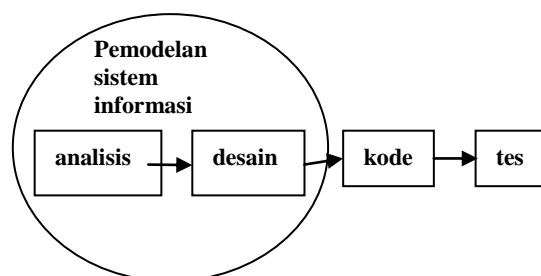 Pemodelan
sistem
informasi
analisis
desain
kode
tes